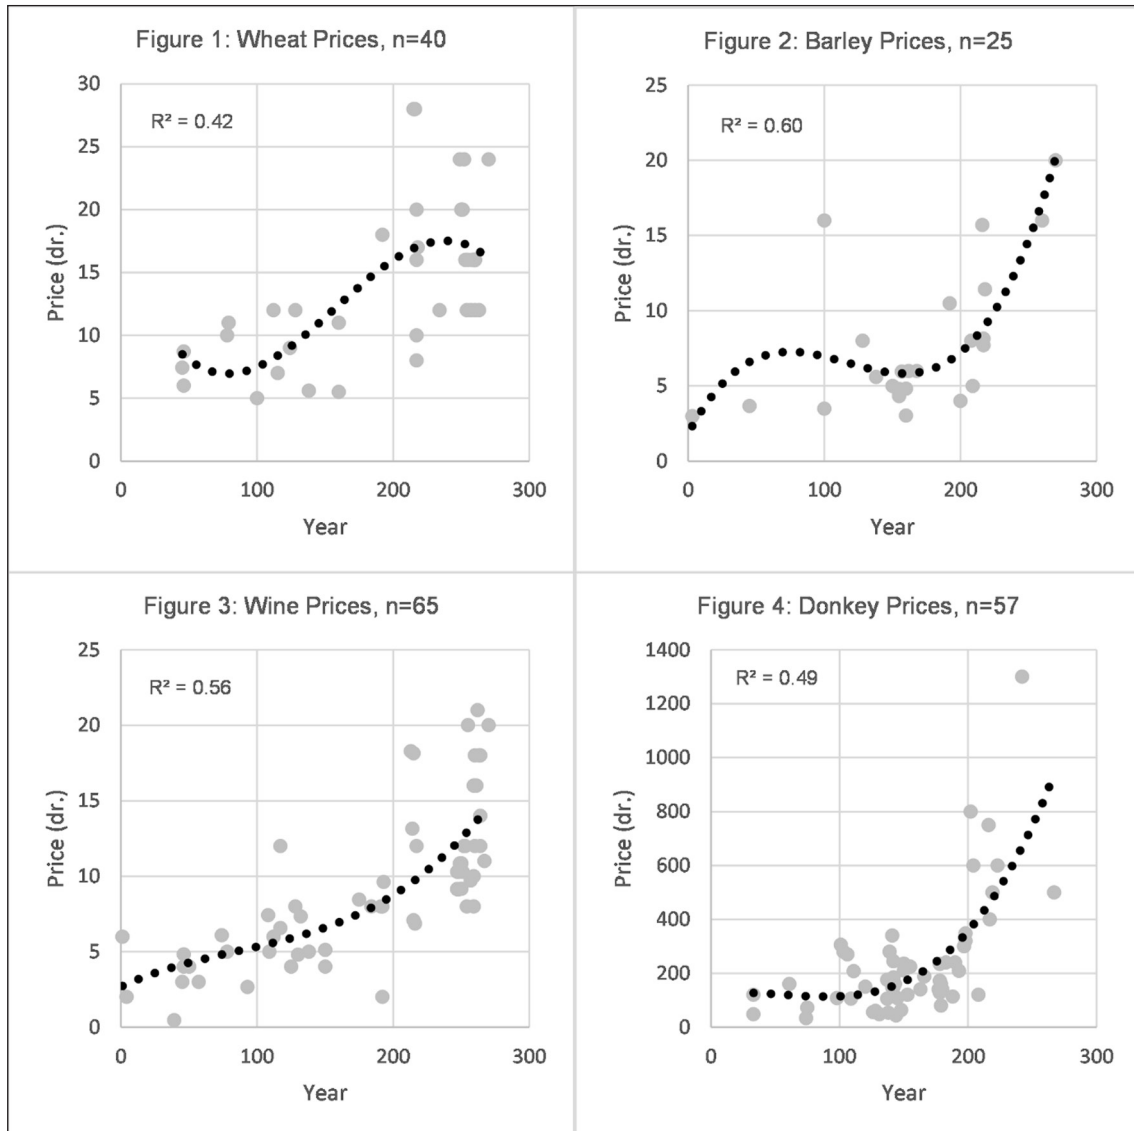 Figure 1: Wheat Prices, n=40
R² = 0.42
Price (dr.)
30
25
20
15
10
5
0
0 100 200 300
Year
Figure 2: Barley Prices, n=25
R² = 0.60
Price (dr.)
25
20
15
10
5
0
0 100 200 300
Year
Figure 3: Wine Prices, n=65
R² = 0.56
Price (dr.)
25
20
15
10
5
0
0 100 200 300
Year
Figure 4: Donkey Prices, n=57
R² = 0.49
Price (dr.)
1400
1200
1000
800
600
400
200
0
0 100 200 300
Year